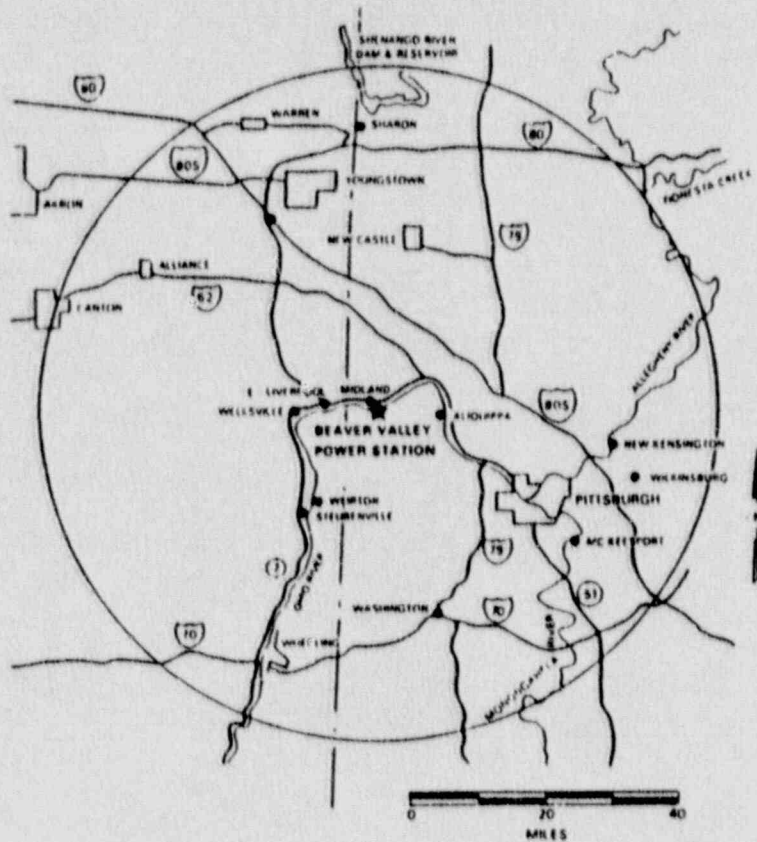 SHENANGO RIVER
DAM & RESERVOIR
80
WARREN
SHARON
80
805
YOUNGSTOWN
AKRON
TIONESTA CREEK
NEW CASTLE
79
ALLIANCE
62
CANTON
ALLEGHENY RIVER
E. LIVERPOOL
MIDLAND
WELLSVILLE
ALIQUIPPA
805
BEAVER VALLEY
POWER STATION
NEW KENSINGTON
WILKINSBURG
WEIRTON
STEUBENVILLE
PITTSBURGH
MC KEESPORT
79
7
OHIO RIVER
51
WASHINGTON
70
70
WHEELING
MONONGAHELA RIVER
0 20 40
MILES